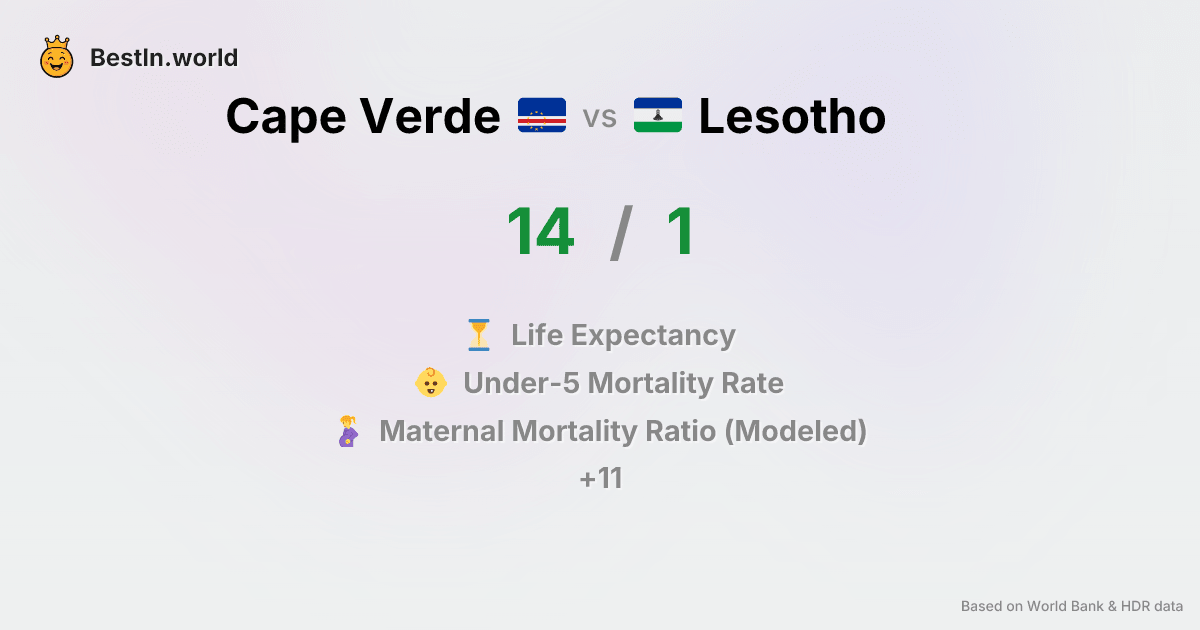 BestIn.world
Cape Verde vs Lesotho
14 / 1
Life Expectancy
Under-5 Mortality Rate
Maternal Mortality Ratio (Modeled)
+11
Based on World Bank & HDR data